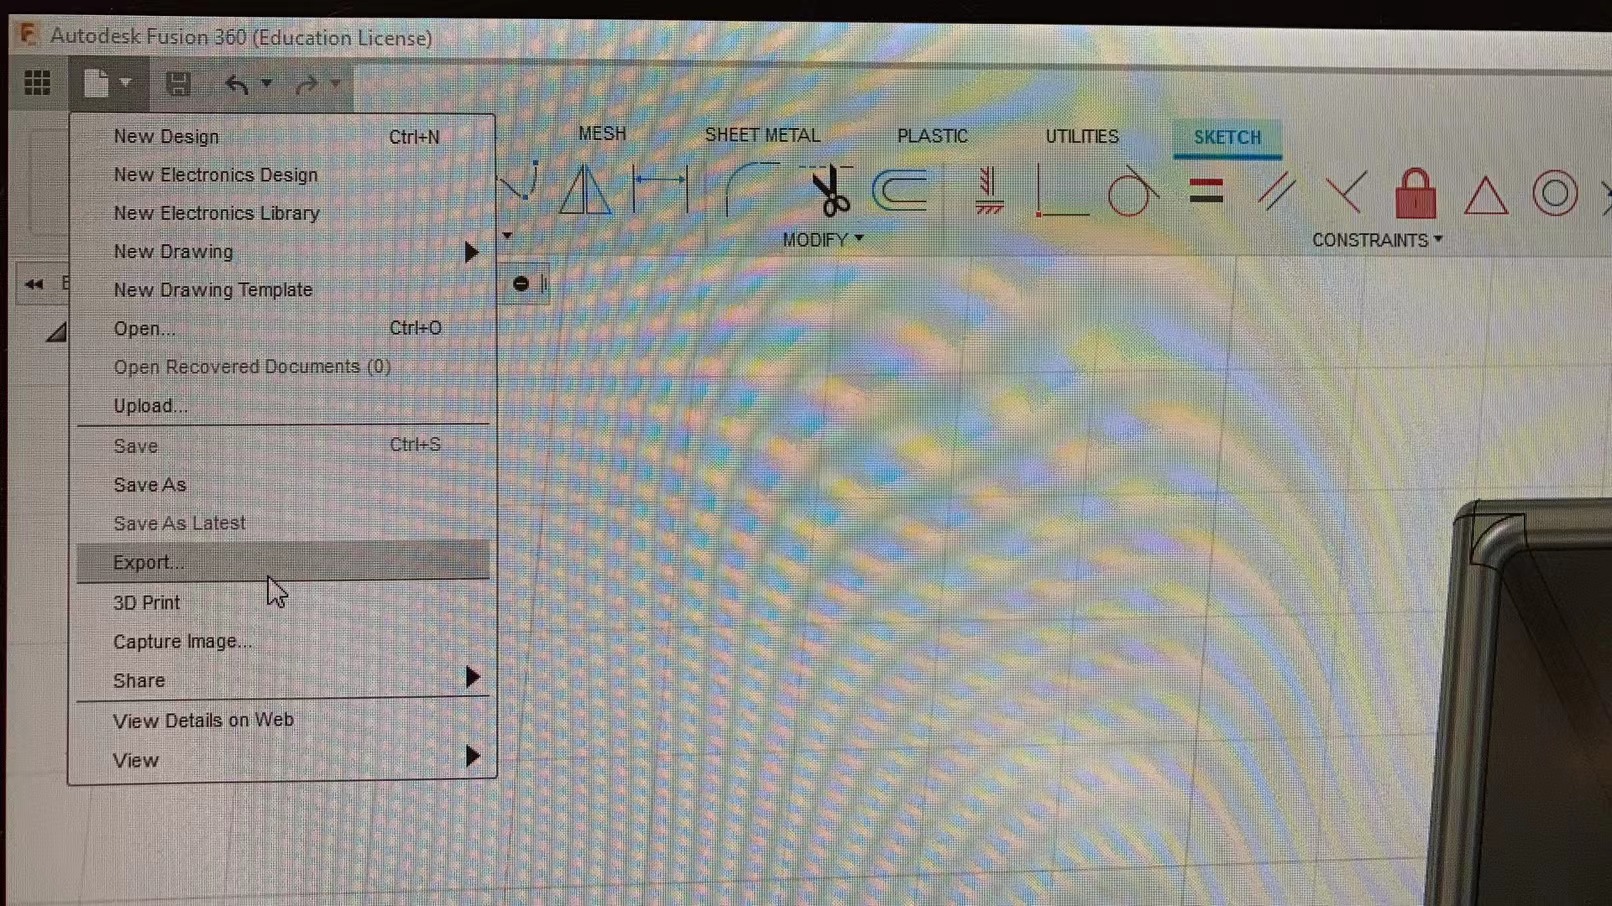 Autodesk Fusion 360 (Education License)
New Design Ctrl+N
New Electronics Design
New Electronics Library
New Drawing
New Drawing Template
Open... Ctrl+O
Open Recovered Documents (0)
Upload...
Save Ctrl+S
Save As
Save As Latest
Export...
3D Print
Capture Image...
Share
View Details on Web
View
MESH SHEET METAL PLASTIC UTILITIES SKETCH
MODIFY CONSTRAINTS